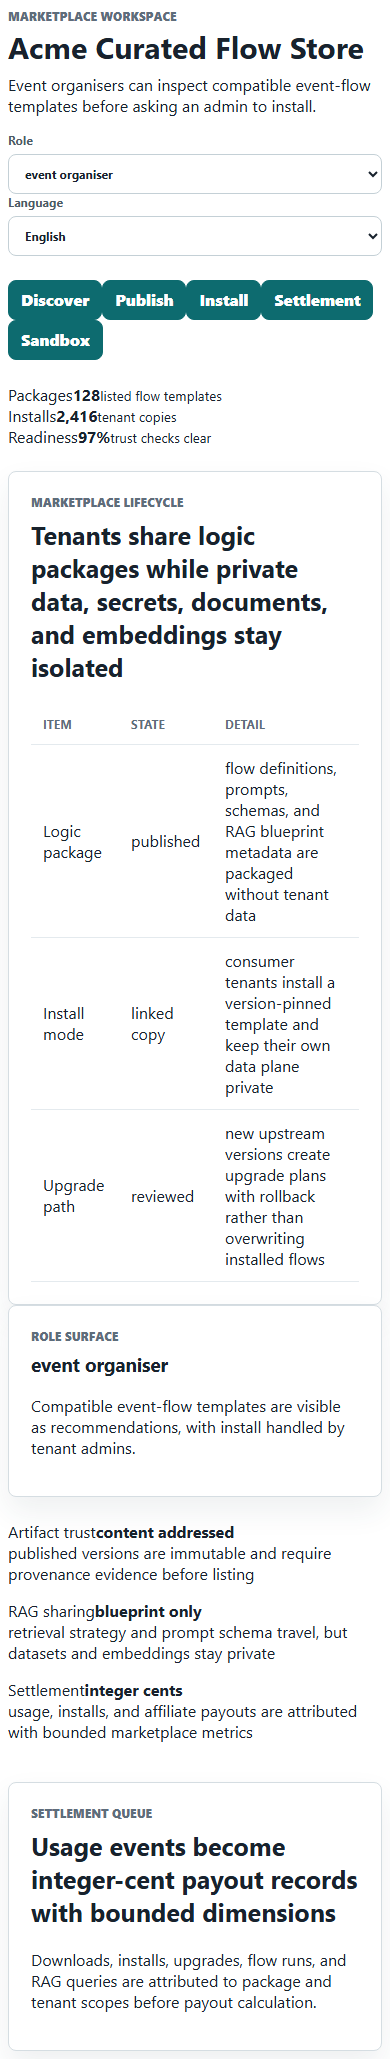 MARKETPLACE WORKSPACE
Acme Curated Flow Store
Event organisers can inspect compatible event-flow
templates before asking an admin to install.
Role
event organiser
Language
English
Discover Publish Install Settlement
Sandbox
Packages128listed flow templates
Installs2,416tenant copies
Readiness97%trust checks clear
MARKETPLACE LIFECYCLE
Tenants share logic
packages while private
data, secrets, documents,
and embeddings stay
isolated
ITEM STATE DETAIL
flow definitions,
prompts,
schemas, and
Logic RAG blueprint
package published metadata are
packaged
without tenant
data
consumer
tenants install a
Install linked version-pinned
mode copy template and
keep their own
data plane
private
new upstream
versions create
upgrade plans
Upgrade with rollback
path reviewed rather than
overwriting
installed flows
ROLE SURFACE
event organiser
Compatible event-flow templates are visible
as recommendations, with install handled by
tenant admins.
Artifact trustcontent addressed
published versions are immutable and require
provenance evidence before listing
RAG sharingblueprint only
retrieval strategy and prompt schema travel, but
datasets and embeddings stay private
Settlementinteger cents
usage, installs, and affiliate payouts are attributed
with bounded marketplace metrics
SETTLEMENT QUEUE
Usage events become
integer-cent payout records
with bounded dimensions
Downloads, installs, upgrades, flow runs, and
RAG queries are attributed to package and
tenant scopes before payout calculation.